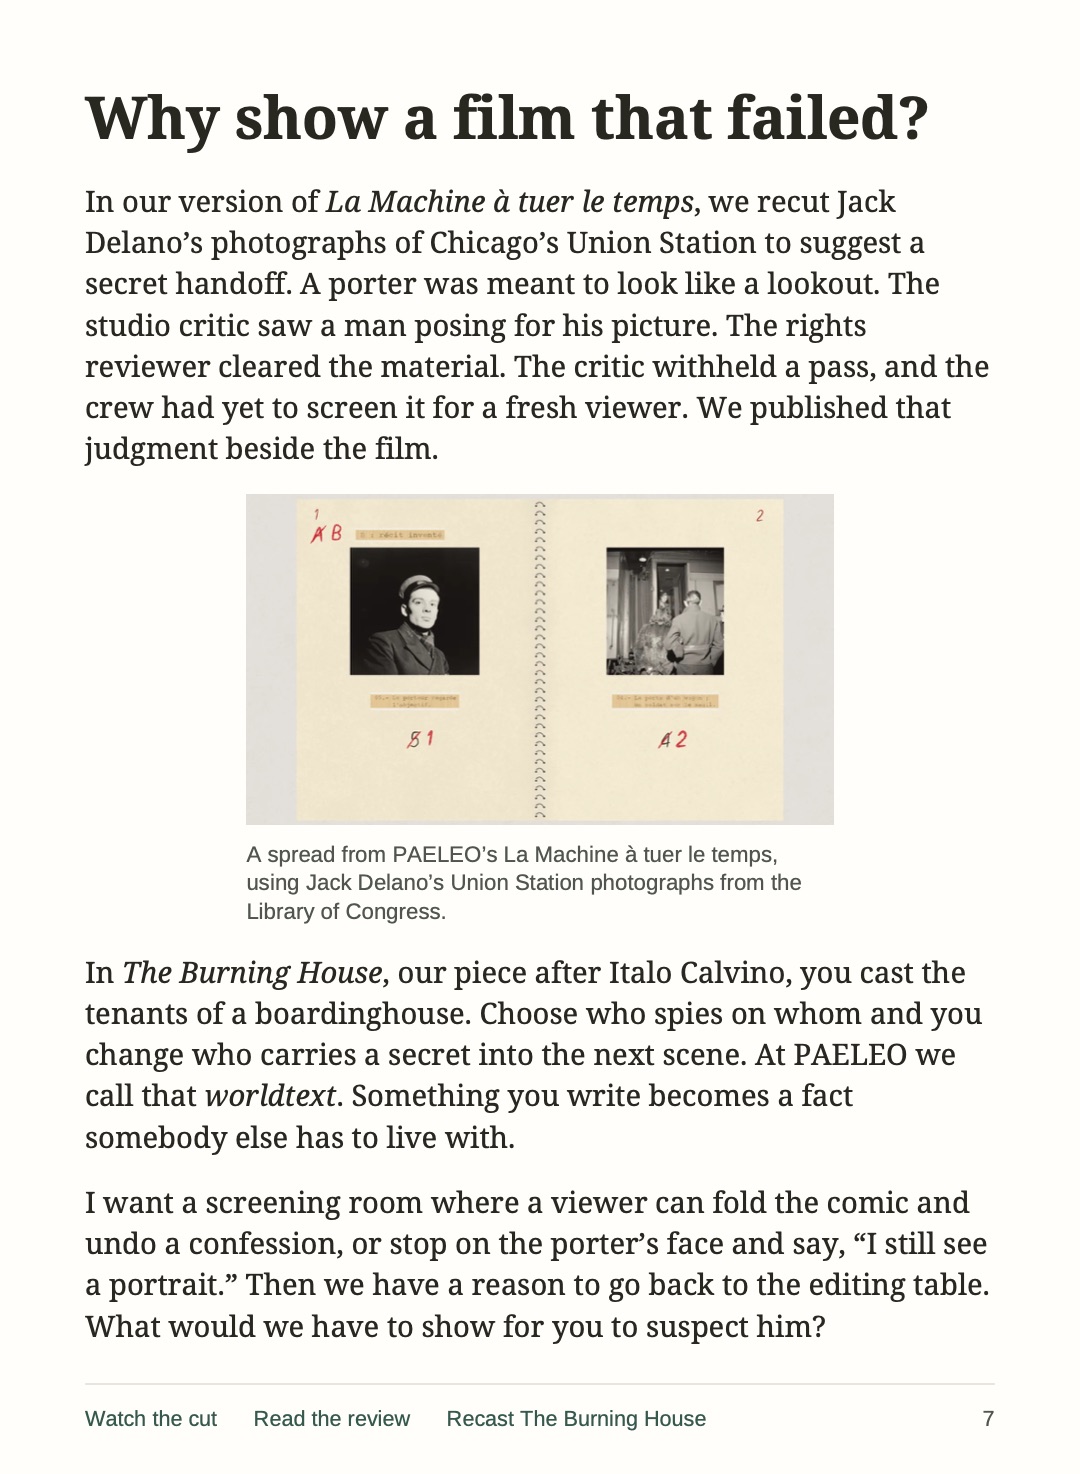 Why show a film that failed?
In our version of La Machine à tuer le temps, we recut Jack
Delano’s photographs of Chicago’s Union Station to suggest a
secret handoff. A porter was meant to look like a lookout. The
studio critic saw a man posing for his picture. The rights
reviewer cleared the material. The critic withheld a pass, and the
crew had yet to screen it for a fresh viewer. We published that
judgment beside the film.
1
A B
B : récit inventé
2
S 1
A 2
A spread from PAELEO’s La Machine à tuer le temps,
using Jack Delano’s Union Station photographs from the
Library of Congress.
In The Burning House, our piece after Italo Calvino, you cast the
tenants of a boardinghouse. Choose who spies on whom and you
change who carries a secret into the next scene. At PAELEO we
call that worldtext. Something you write becomes a fact
somebody else has to live with.
I want a screening room where a viewer can fold the comic and
undo a confession, or stop on the porter’s face and say, “I still see
a portrait.” Then we have a reason to go back to the editing table.
What would we have to show for you to suspect him?
Watch the cut
Read the review
Recast The Burning House
7